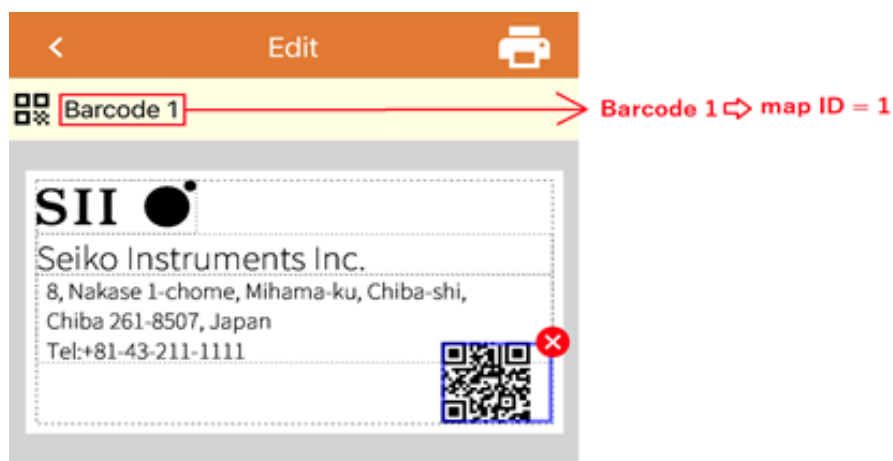 Edit
Barcode 1
Barcode 1 ⇨ map ID = 1
SII
Seiko Instruments Inc.
8, Nakase 1-chome, Mihama-ku, Chiba-shi,
Chiba 261-8507, Japan
Tel:+81-43-211-1111